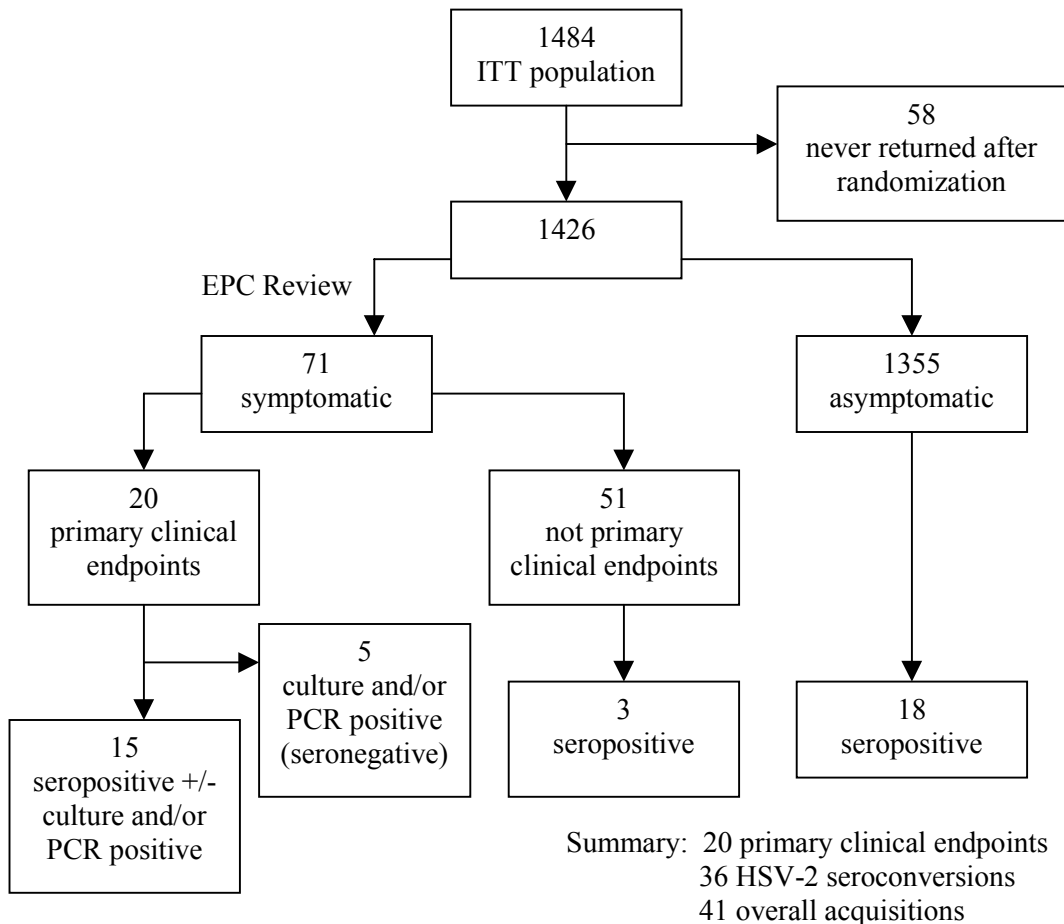 1484
ITT population
58
never returned after
randomization
1426
EPC Review
71
symptomatic
1355
asymptomatic
20
primary clinical
endpoints
51
not primary
clinical endpoints
5
culture and/or
PCR positive
(seronegative)
15
seropositive +/-
culture and/or
PCR positive
3
seropositive
18
seropositive
Summary: 20 primary clinical endpoints
36 HSV-2 seroconversions
41 overall acquisitions